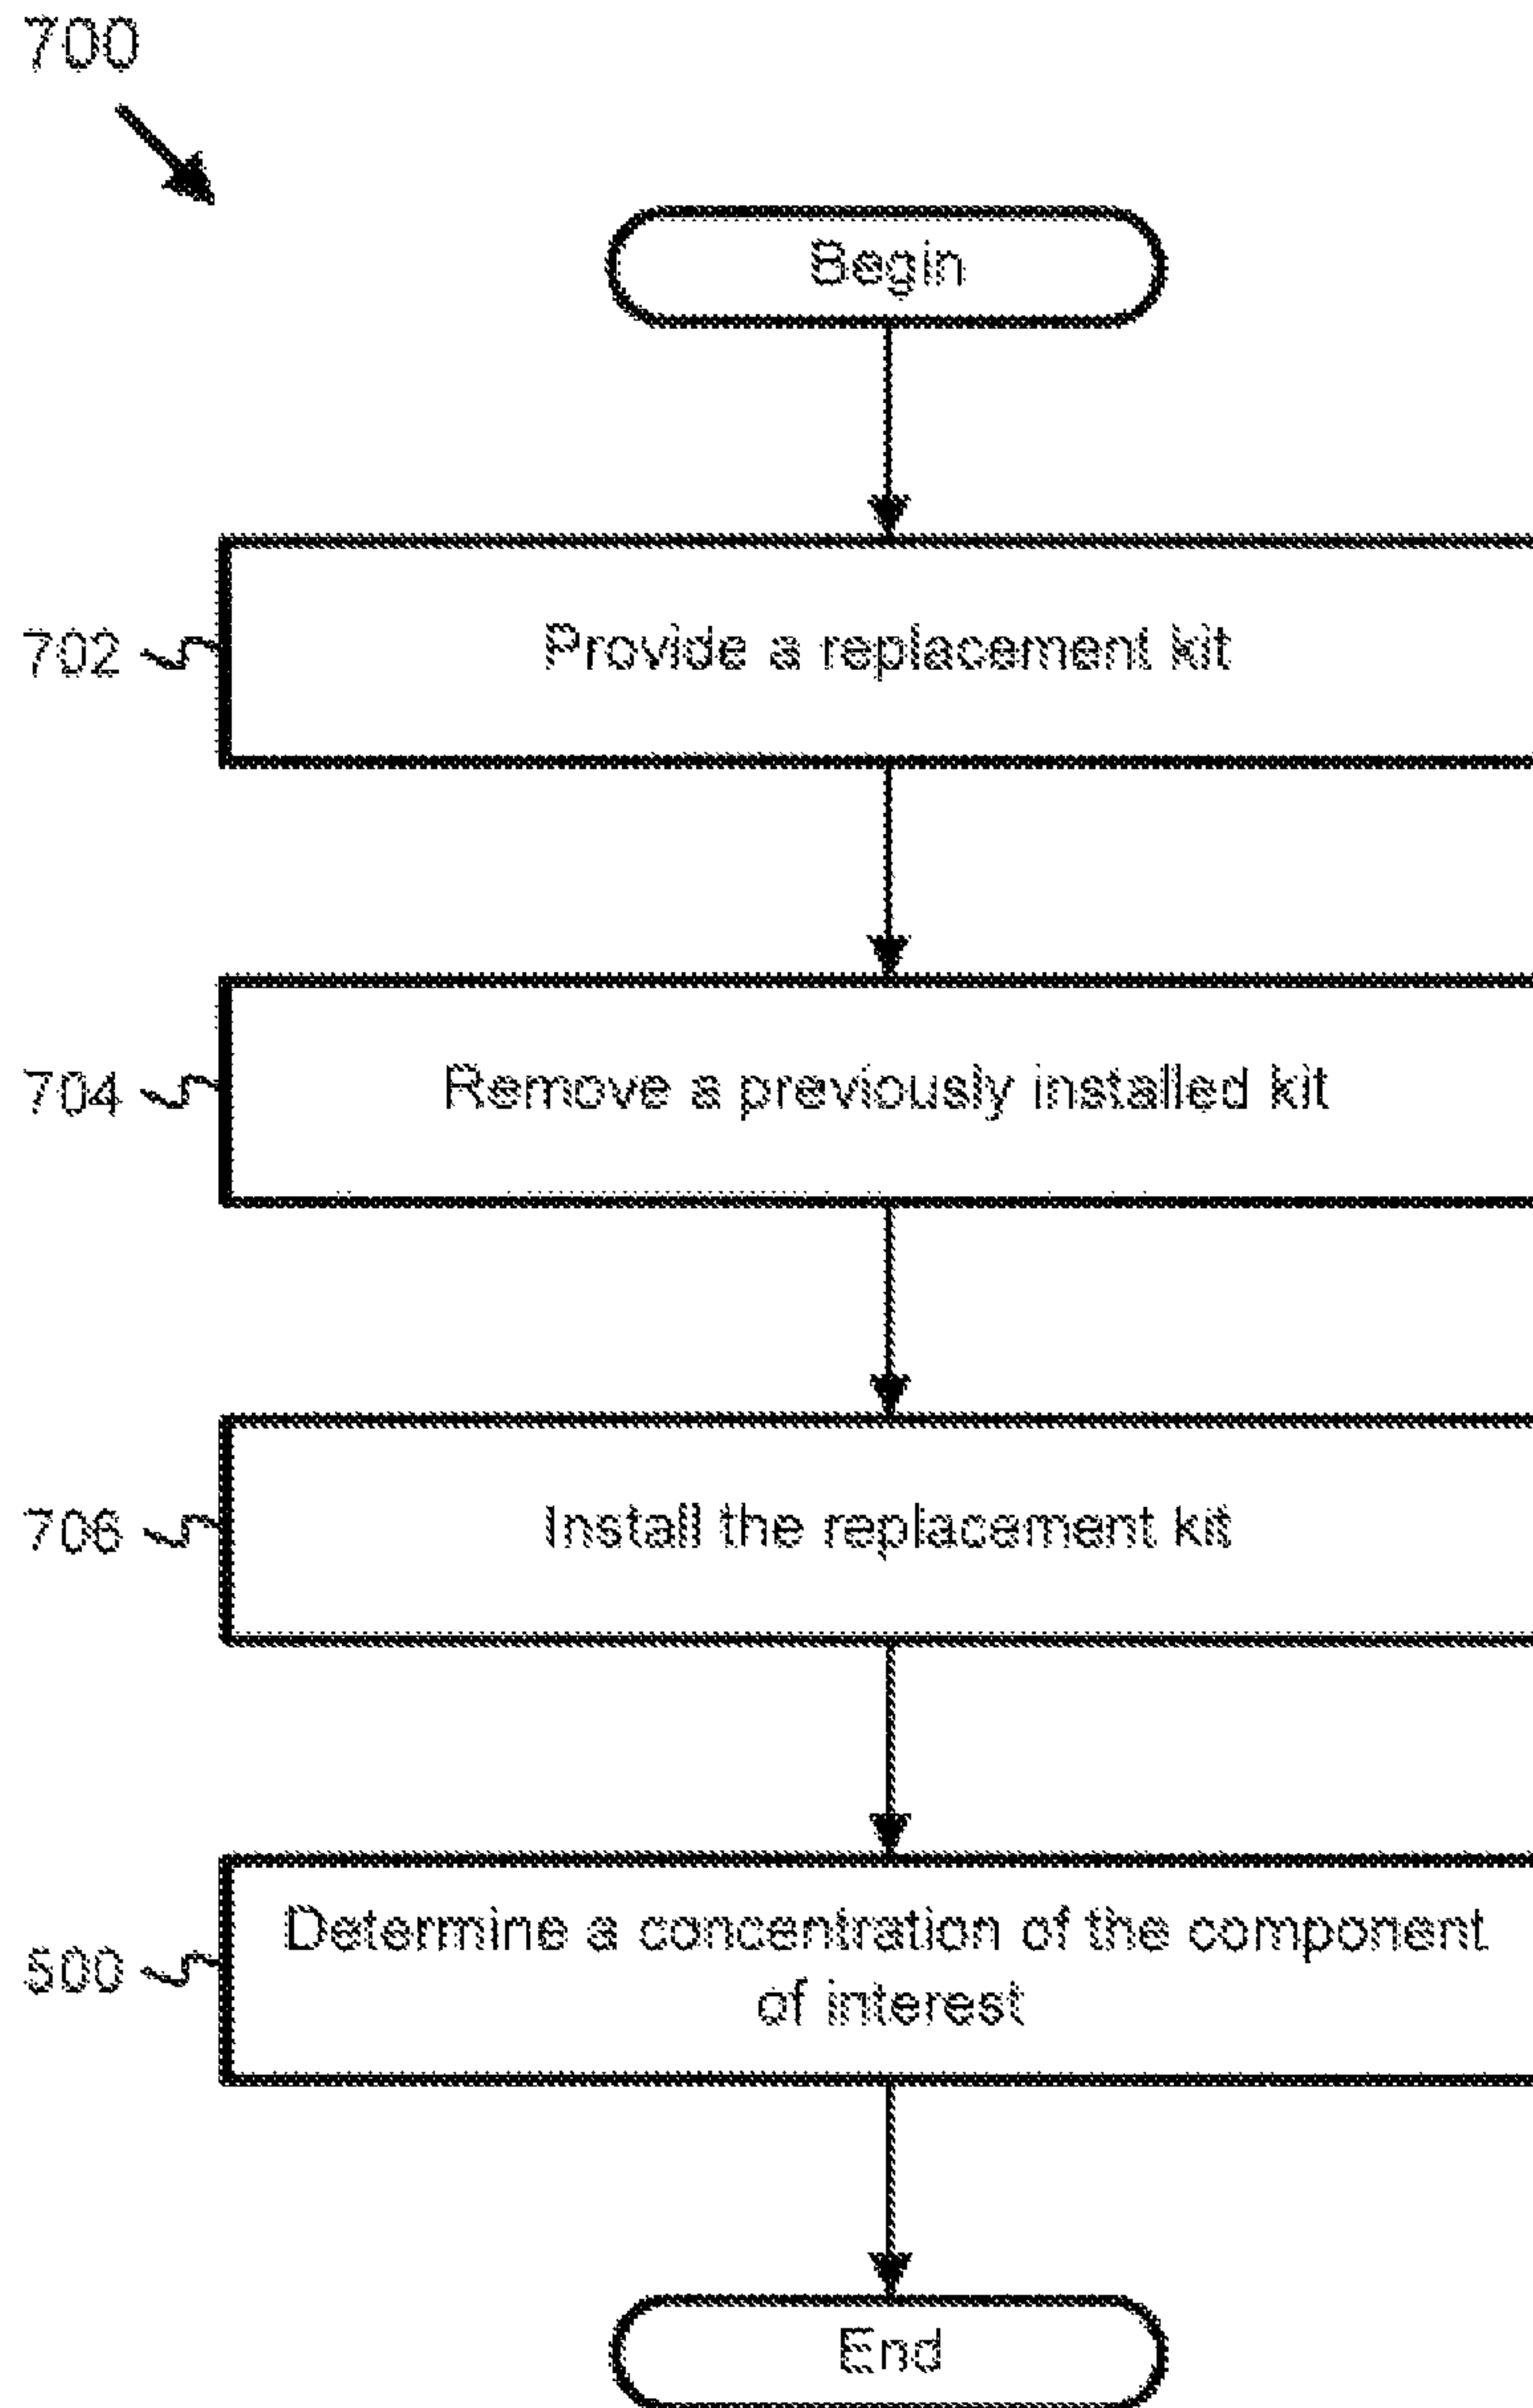 700
Begin
702 Provide a replacement kit
704 Remove a previously installed kit
706 Install the replacement kit
Determine a concentration of the component
of interest
End